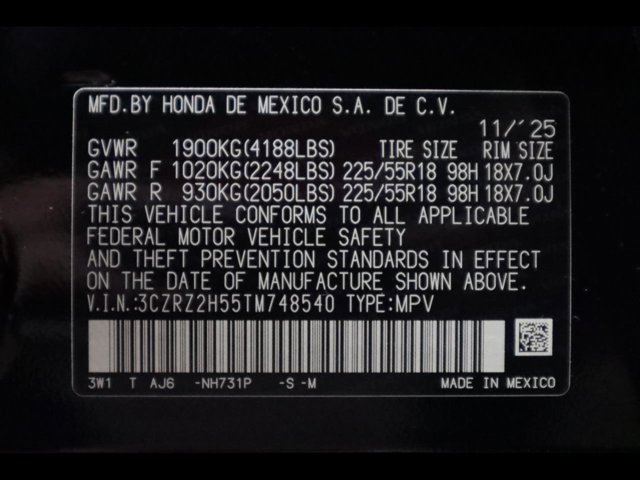 MFD.BY HONDA DE MEXICO S.A. DE C.V.
11/´25
GVWR 1900KG(4188LBS) TIRE SIZE RIM SIZE
GAWR F 1020KG(2248LBS) 225/55R18 98H 18X7.0J
GAWR R 930KG(2050LBS) 225/55R18 98H 18X7.0J
THIS VEHICLE CONFORMS TO ALL APPLICABLE
FEDERAL MOTOR VEHICLE SAFETY
AND THEFT PREVENTION STANDARDS IN EFFECT
ON THE DATE OF MANUFACTURE SHOWN ABOVE.
V.I.N.:3CZRZ2H55TM748540 TYPE:MPV
3W1 T AJ6 -NH731P -S -M MADE IN MEXICO